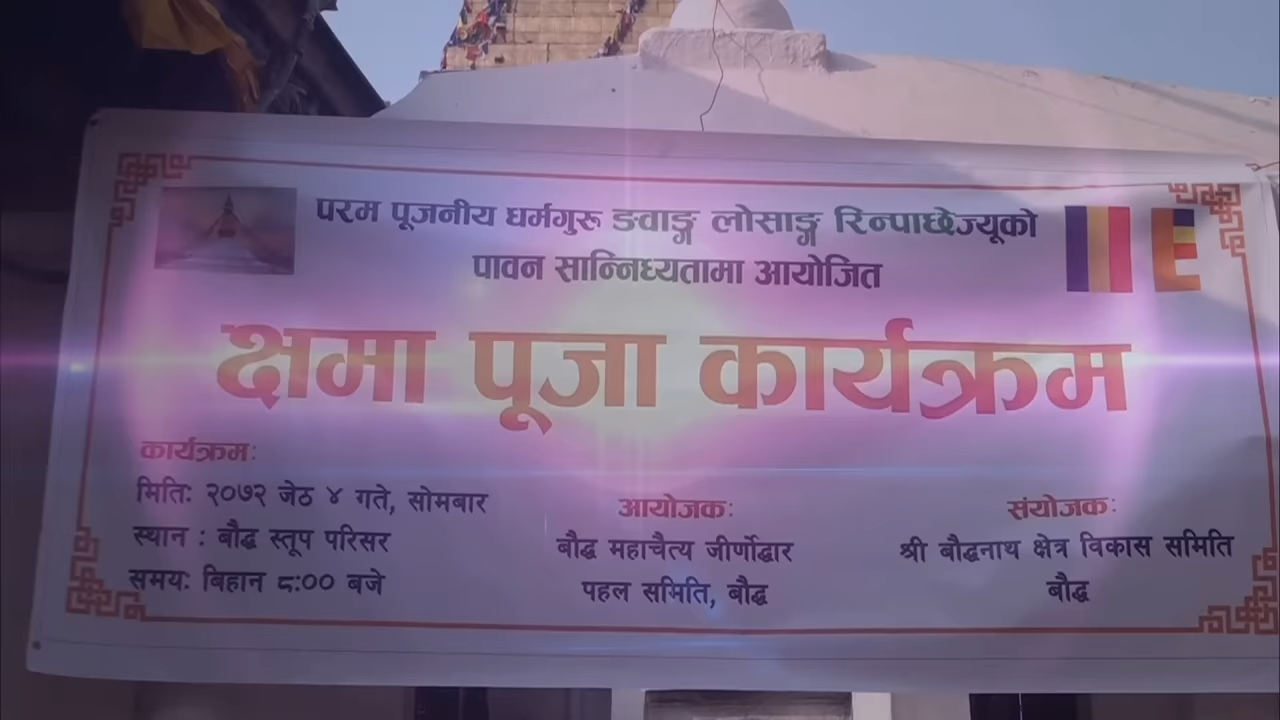 परम पूजनीय धर्मगुरू ङवाङ्ग लोसाङ्ग रिन्पाछेज्यूको
पावन सान्निध्यतामा आयोजित
क्षमा पूजा कार्यक्रम
कार्यक्रमः
मितिः २०७२ जेठ ४ गते, सोमबार
स्थान : बौद्ध स्तूप परिसर
समयः बिहान ८:०० बजे
आयोजकः
बौद्ध महाचैत्य जीर्णोद्धार
पहल समिति, बौद्ध
संयोजकः
श्री बौद्धनाथ क्षेत्र विकास समिति
बौद्ध